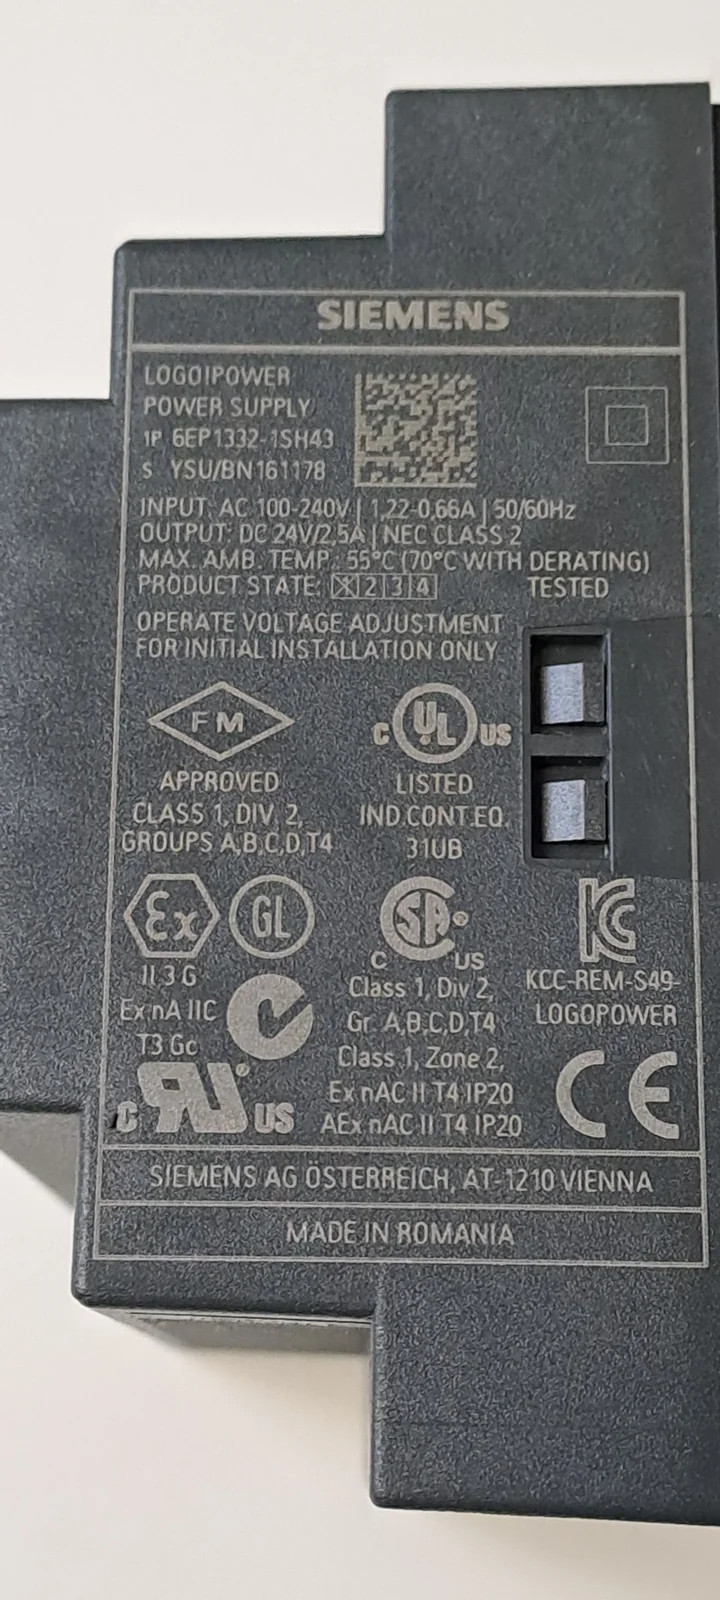 SIEMENS
LOGO!POWER
POWER SUPPLY
1P 6EP1332-1SH43
S YSU/BN161178
INPUT: AC 100-240V | 1,22-0,66A | 50/60Hz
OUTPUT: DC 24V/2,5A | NEC CLASS 2
MAX. AMB. TEMP.: 55°C (70°C WITH DERATING)
PRODUCT STATE: X 2 3 4 TESTED
OPERATE VOLTAGE ADJUSTMENT
FOR INITIAL INSTALLATION ONLY
FM
APPROVED
CLASS 1, DIV. 2,
GROUPS A,B,C,D,T4
C UL US
LISTED
IND.CONT.EQ.
31UB
Ex GL
II 3 G
Ex nA IIC
T3 Gc
C RU® US
SA®
C US
Class 1, Div 2,
Gr. A,B,C,D,T4
Class 1, Zone 2,
Ex nAC II T4 IP20
AEx nAC II T4 IP20
KC
KCC-REM-S49-
LOGOPOWER
CE
SIEMENS AG ÖSTERREICH, AT-1210 VIENNA
MADE IN ROMANIA